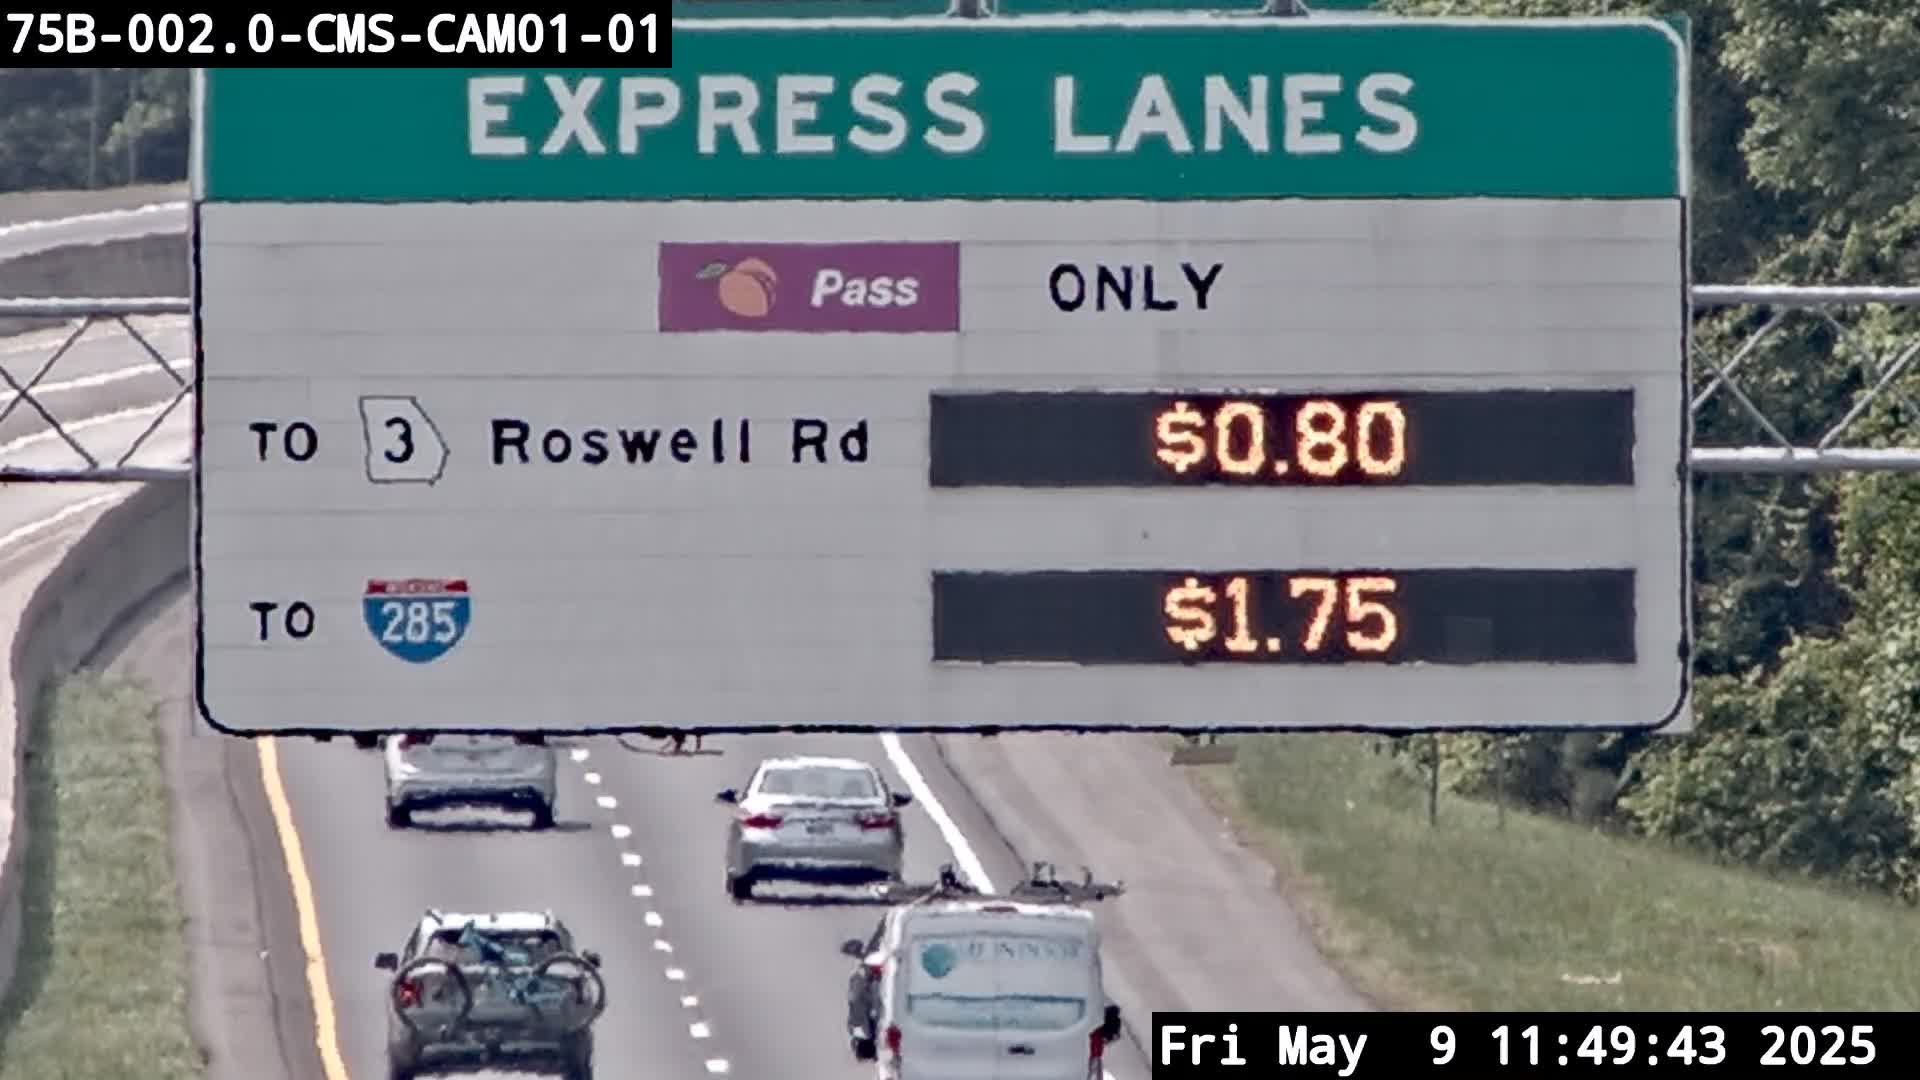 75B-002.0-CMS-CAM01-01
EXPRESS LANES
Pass ONLY
TO 3 Roswell Rd $0.80
TO 285 $1.75
Fri May 9 11:49:43 2025